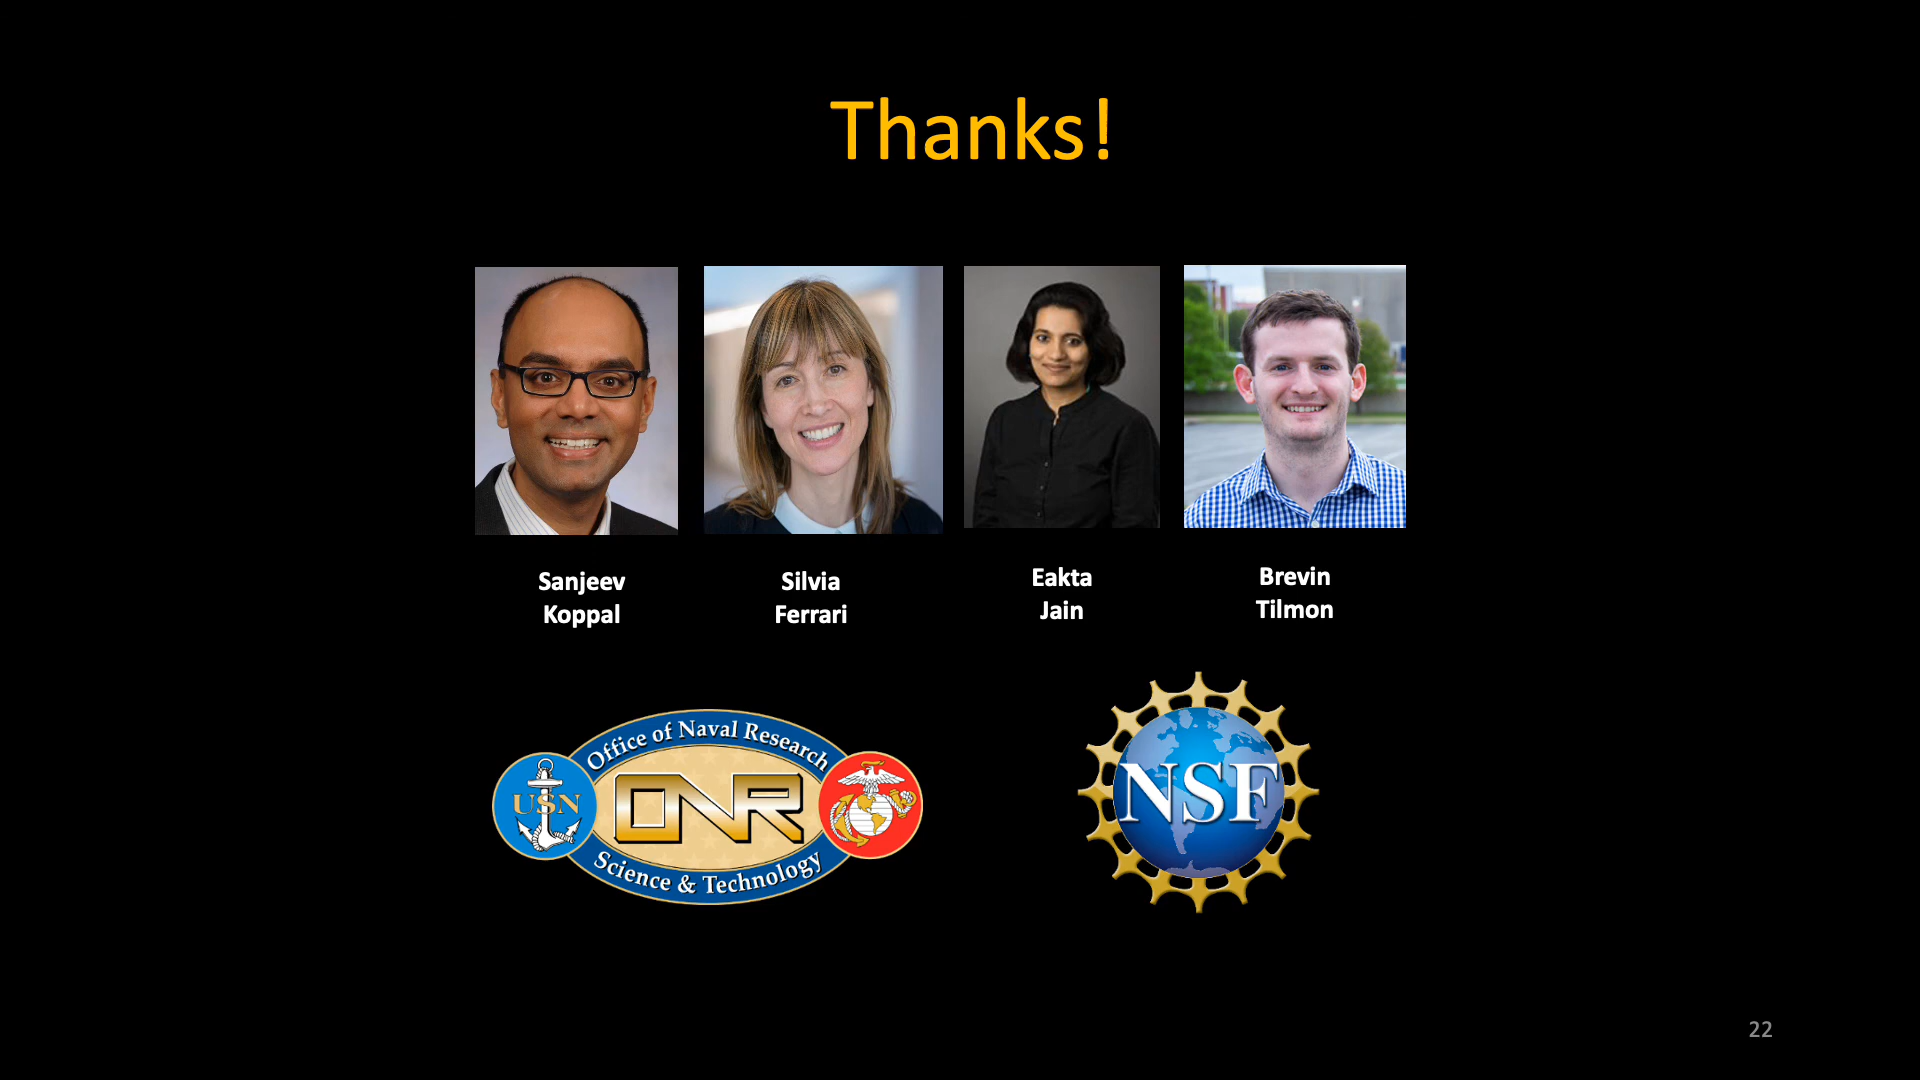 Thanks!
Sanjeev
Koppal
Silvia
Ferrari
Eakta
Jain
Brevin
Tilmon
Office of Naval Research
USN
ONR
Science & Technology
NSF
22